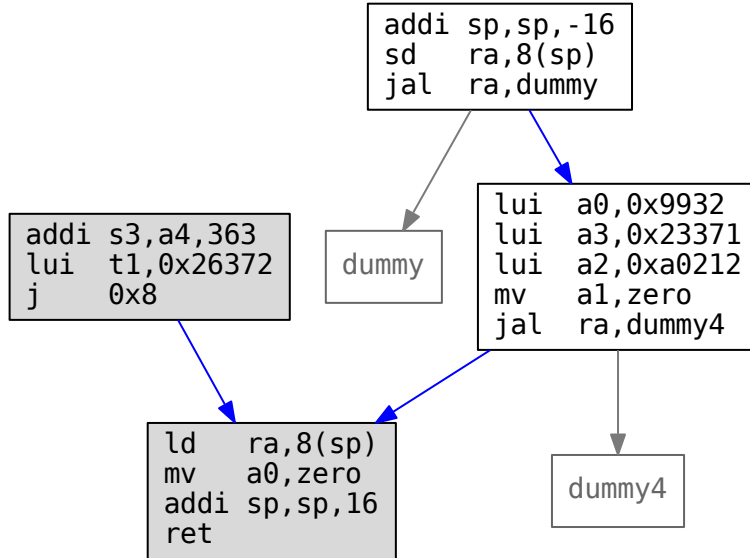 addi sp,sp,-16
sd   ra,8(sp)
jal  ra,dummy
dummy
lui  a0,0x9932
lui  a3,0x23371
lui  a2,0xa0212
mv   a1,zero
jal  ra,dummy4
addi s3,a4,363
lui  t1,0x26372
j    0x8
ld   ra,8(sp)
mv   a0,zero
addi sp,sp,16
ret
dummy4